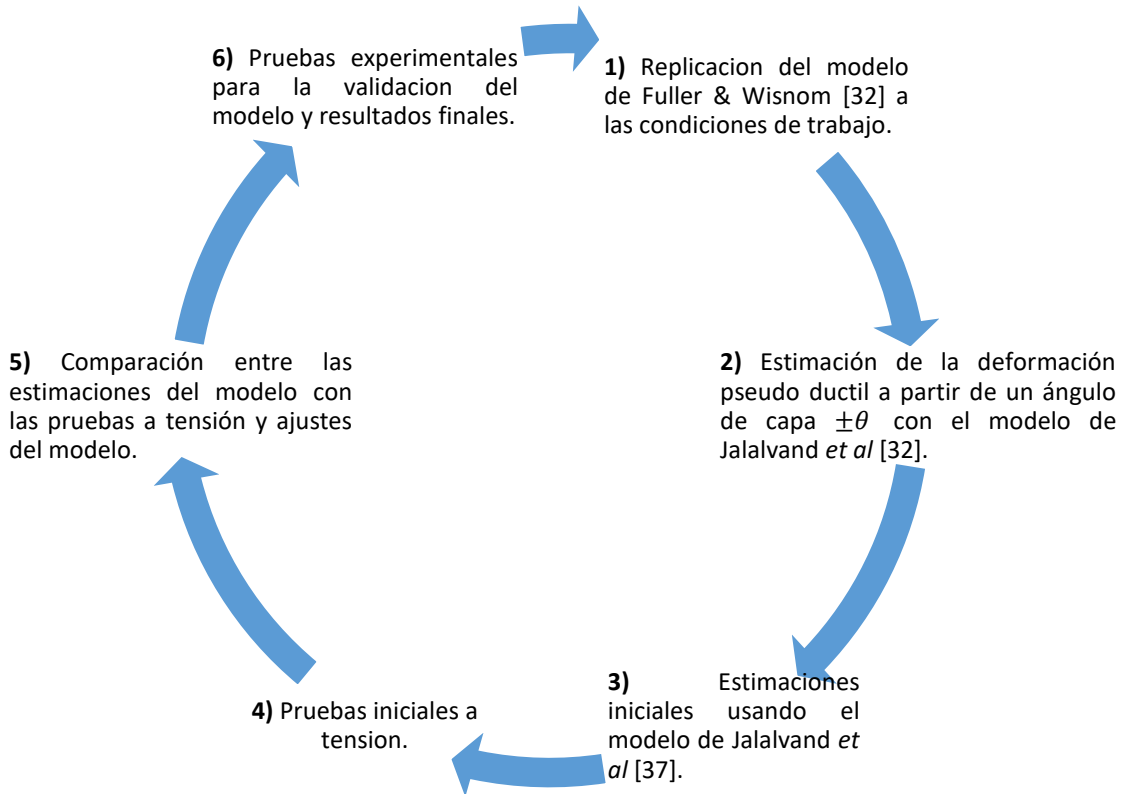 1) Replicacion del modelo
de Fuller & Wisnom [32] a
las condiciones de trabajo.
2) Estimación de la deformación
pseudo ductil a partir de un ángulo
de capa ±θ con el modelo de
Jalalvand et al [32].
3) Estimaciones
iniciales usando el
modelo de Jalalvand et
al [37].
4) Pruebas iniciales a
tension.
5) Comparación entre las
estimaciones del modelo con
las pruebas a tensión y ajustes
del modelo.
6) Pruebas experimentales
para la validacion del
modelo y resultados finales.